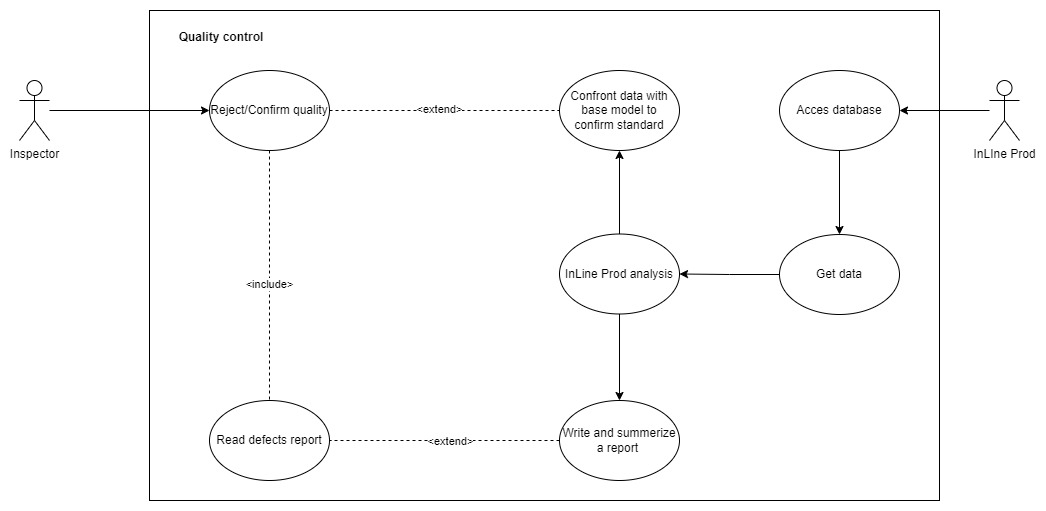 Quality control
Inspector
Reject/Confirm quality
<extend>
Confront data with
base model to
confirm standard
Acces database
InLIne Prod
InLine Prod analysis
Get data
<include>
Read defects report
<extend>
Write and summerize
a report